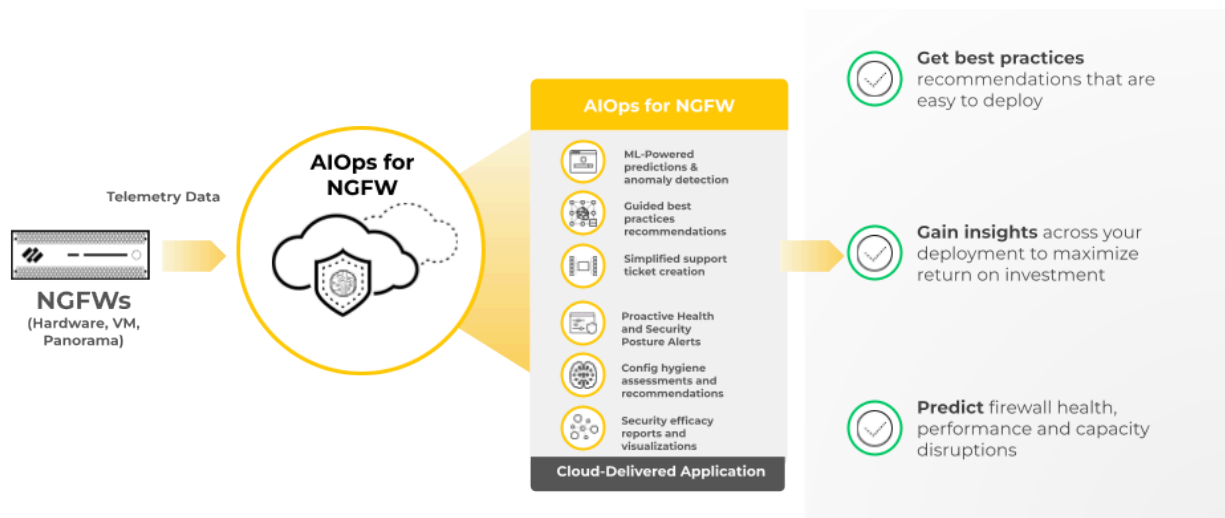 Telemetry Data
NGFWs
(Hardware, VM,
Panorama)
AIOps for
NGFW
AIOps for NGFW
ML-Powered
predictions &
anomaly detection
Guided best
practices
recommendations
Simplified support
ticket creation
Proactive Health
and Security
Posture Alerts
Config hygiene
assessments and
recommendations
Security efficacy
reports and
visualizations
Cloud-Delivered Application
Get best practices
recommendations that are
easy to deploy
Gain insights across your
deployment to maximize
return on investment
Predict firewall health,
performance and capacity
disruptions